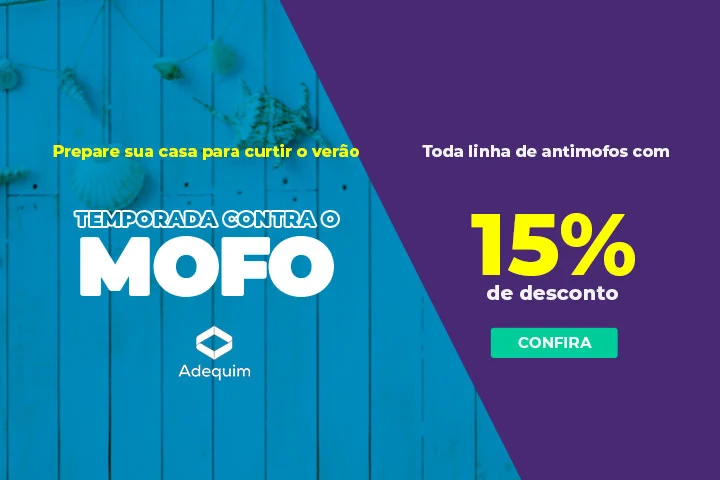 Prepare sua casa para curtir o verão
TEMPORADA CONTRA O
MOFO
Adequim
Toda linha de antimofos com
15%
de desconto
CONFIRA